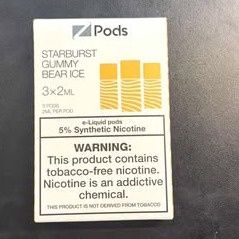 Z Pods
STARBURST
GUMMY
BEAR ICE
3×2ML
3 PODS
2ML PER POD
e-Liquid pods
5% Synthetic Nicotine
WARNING:
This product contains
tobacco-free nicotine.
Nicotine is an addictive
chemical.
THIS PRODUCT IS NOT DERIVED FROM TOBACCO